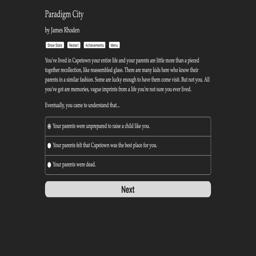 Paradigm City
by James Rhoden
Show Stats
Restart
Achievements
Menu
You've lived in Capetown your entire life and your parents are little more than a pieced
together recollection, like reassembled glass. There are many kids here who know their
parents in a similar fashion. Some are lucky enough to have them come visit. But not you. All
you've got are memories, vague imprints from a life you're not sure you ever lived.
Eventually, you came to understand that...
Your parents were unprepared to raise a child like you.
Your parents felt that Capetown was the best place for you.
Your parents were dead.
Next